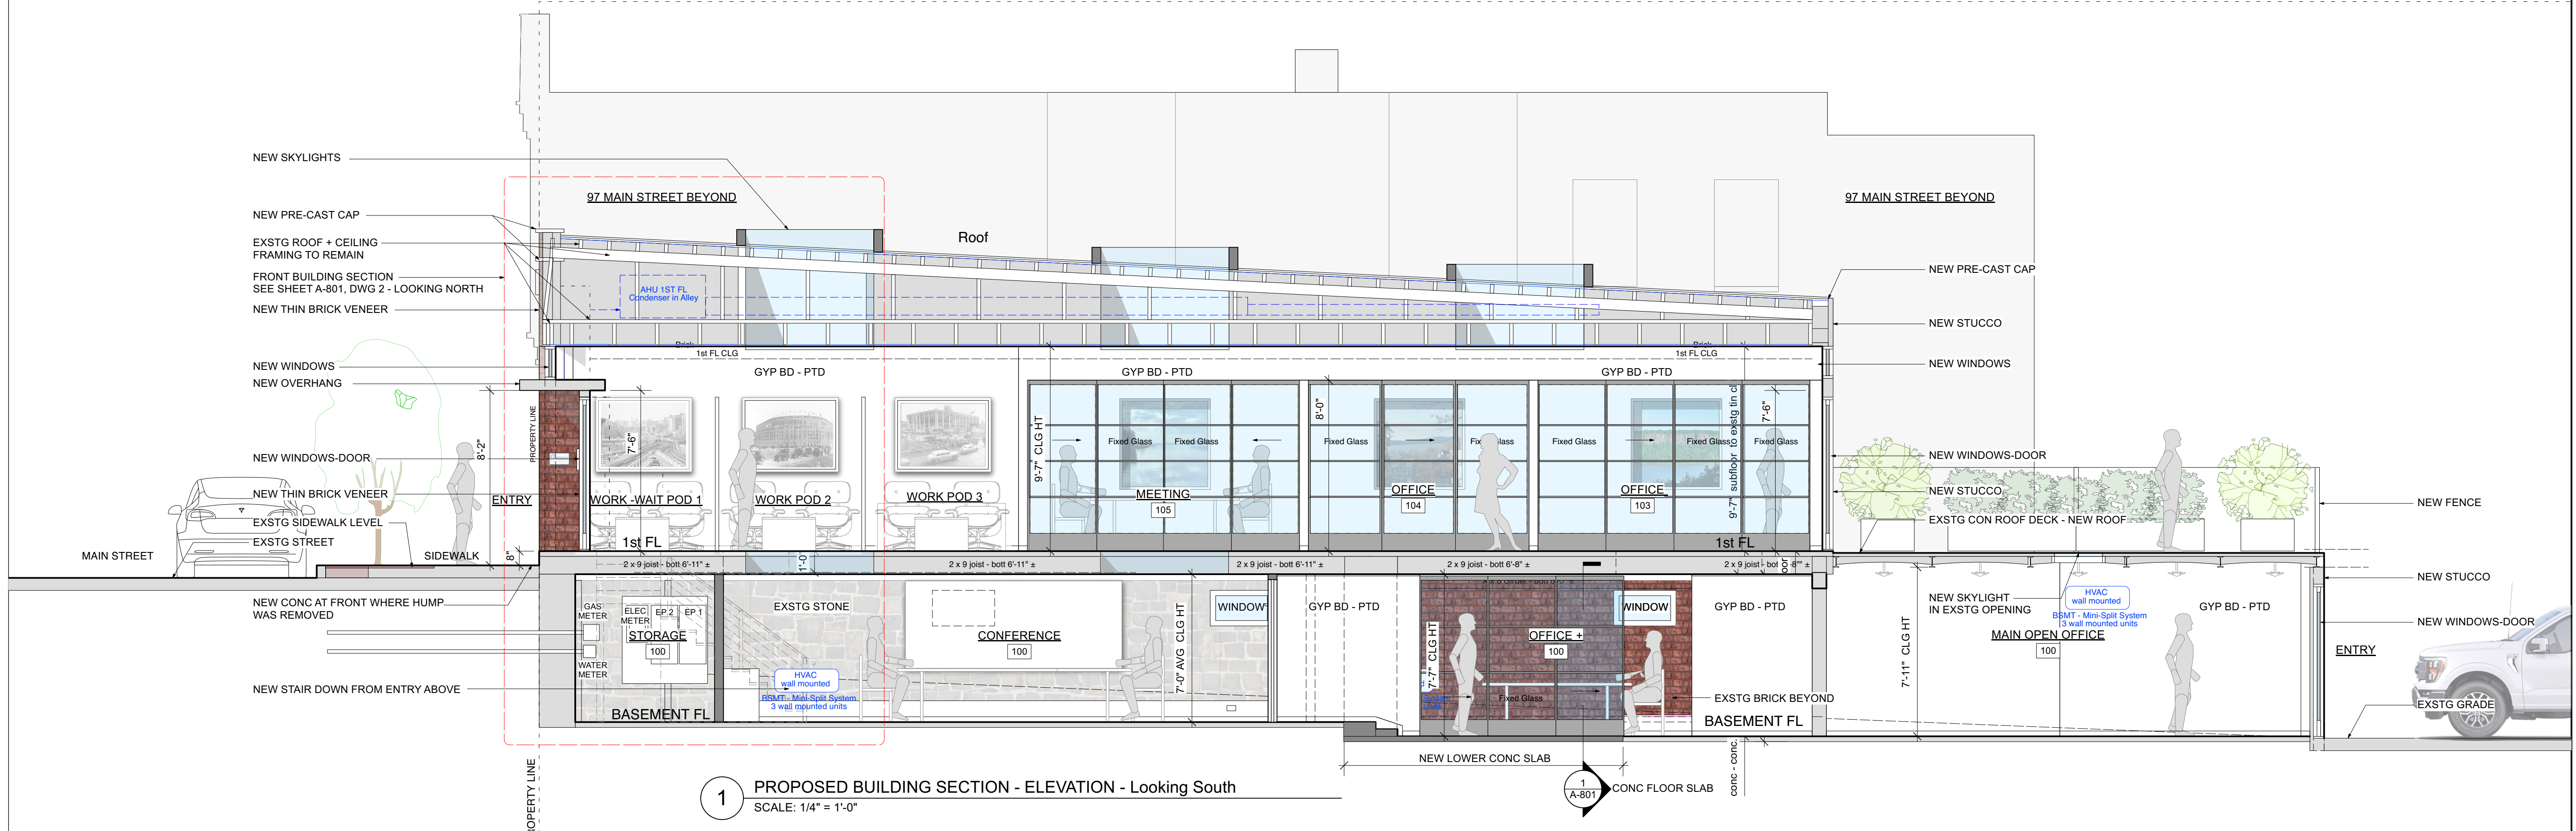 NEW SKYLIGHTS
97 MAIN STREET BEYOND
97 MAIN STREET BEYOND
NEW PRE-CAST CAP
Roof
EXSTG ROOF + CEILING
FRAMING TO REMAIN
FRONT BUILDING SECTION
SEE SHEET A-801, DWG 2 - LOOKING NORTH
NEW THIN BRICK VENEER
AHU 1ST FL
Condenser in Alley
NEW PRE-CAST CAP
NEW STUCCO
1st FL CLG
1st FL CLG
NEW WINDOWS
NEW OVERHANG
GYP BD - PTD
GYP BD - PTD
GYP BD - PTD
NEW WINDOWS
PROPERTY LINE
8'-2"
7'-6"
9'-7" CLG HT
8'-0"
9'-7" subfloor to exstg tin
7'-6"
Fixed Glass
Fixed Glass
Fixed Glass
Fixed Glass
Fixed Glass
Fixed Glass
NEW WINDOWS-DOOR
NEW THIN BRICK VENEER
EXSTG SIDEWALK LEVEL
EXSTG STREET
MAIN STREET
SIDEWALK
8"
ENTRY
WORK -WAIT POD 1
WORK POD 2
WORK POD 3
MEETING
105
OFFICE
104
OFFICE
103
1st FL
1st FL
NEW WINDOWS-DOOR
NEW STUCCO
EXSTG CON ROOF DECK - NEW ROOF
NEW FENCE
2 x 9 joist - bott 6'-11" ±
1'-0
2 x 9 joist - bott 6'-11" ±
2 x 9 joist - bott 6'-11" ±
2 x 9 joist - bott 6'-8" ±
NEW STUCCO
NEW CONC AT FRONT WHERE HUMP
WAS REMOVED
GAS
METER
ELEC
METER
EP 2
EP 1
STORAGE
100
WATER
METER
EXSTG STONE
CONFERENCE
100
7'-0" AVG CLG HT
WINDOW
GYP BD - PTD
7'-7" CLG HT
OFFICE +
100
WINDOW
GYP BD - PTD
NEW SKYLIGHT
IN EXSTG OPENING
HVAC
wall mounted
BSMT - Mini-Split System
3 wall mounted units
MAIN OPEN OFFICE
100
7'-11" CLG HT
GYP BD - PTD
NEW WINDOWS-DOOR
ENTRY
NEW STAIR DOWN FROM ENTRY ABOVE
HVAC
wall mounted
BSMT - Mini-Split System
3 wall mounted units
BASEMENT FL
Fixed Glass
EXSTG BRICK BEYOND
BASEMENT FL
EXSTG GRADE
NEW LOWER CONC SLAB
1
A-801
CONC FLOOR SLAB
conc - conc.
1
PROPOSED BUILDING SECTION - ELEVATION - Looking South
SCALE: 1/4" = 1'-0"